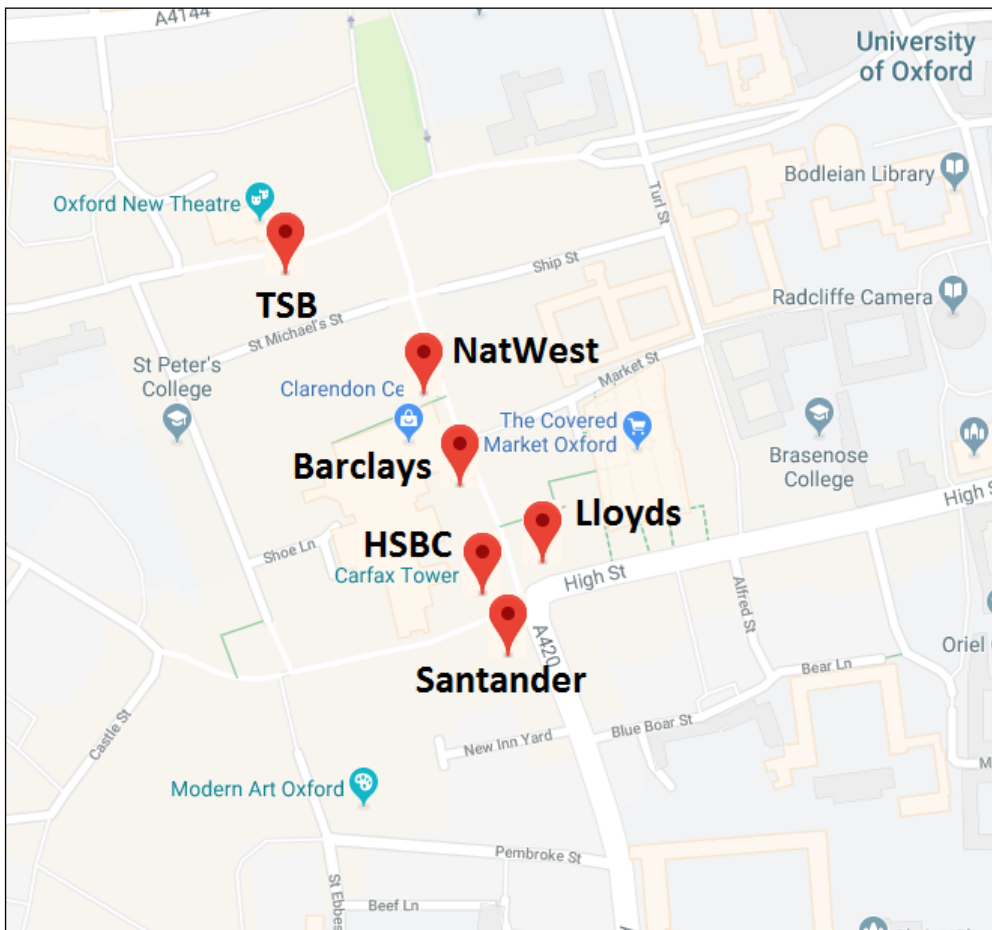 A4144
University
of Oxford
Bodleian Library
Turl St
Oxford New Theatre
TSB
Ship St
Radcliffe Camera
St Michael's St
NatWest
St Peter's
College
Market St
Clarendon Ce
The Covered
Market Oxford
Brasenose
College
Barclays
High S
Lloyds
HSBC
Shoe Ln
Carfax Tower
High St
Alfred St
A420
Oriel
Santander
Bear Ln
Castle St
Blue Boar St
New Inn Yard
M
Modern Art Oxford
Pembroke St
St Ebbes
Beef Ln